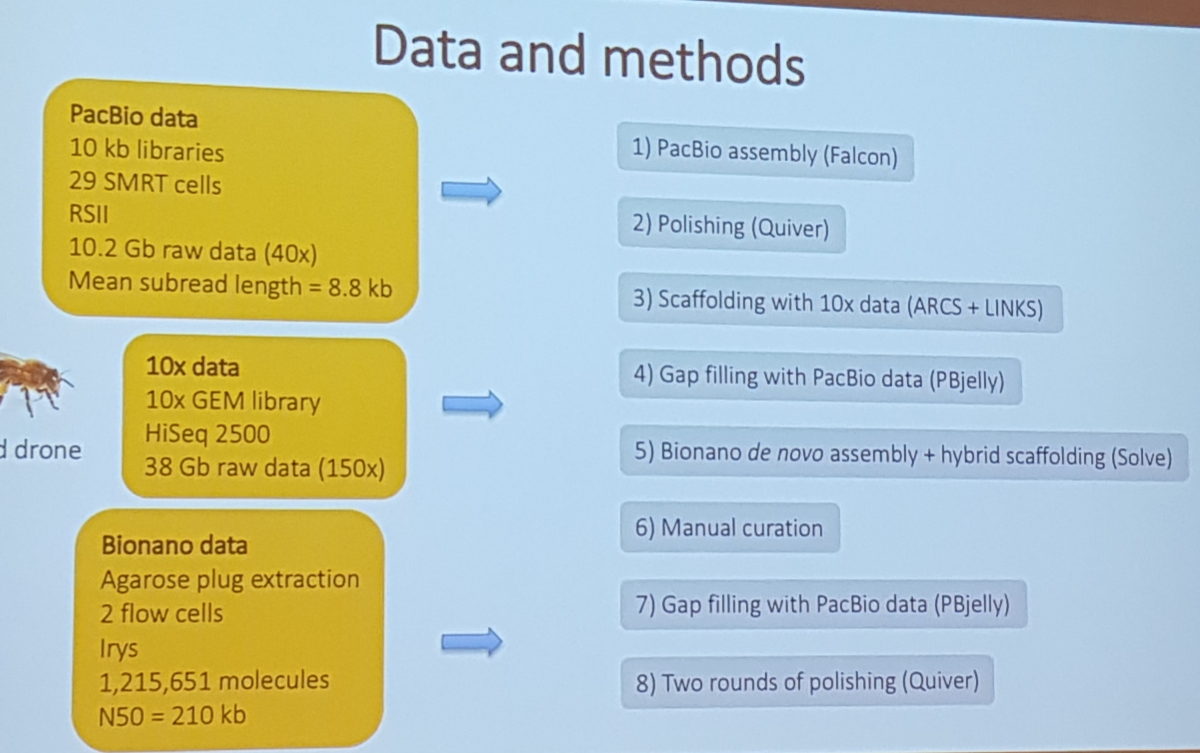 Data and methods
PacBio data
10 kb libraries
29 SMRT cells
RSII
10.2 Gb raw data (40x)
Mean subread length = 8.8 kb
10x data
10x GEM library
HiSeq 2500
38 Gb raw data (150x)
drone
Bionano data
Agarose plug extraction
2 flow cells
Irys
1,215,651 molecules
N50 = 210 kb
1) PacBio assembly (Falcon)
2) Polishing (Quiver)
3) Scaffolding with 10x data (ARCS + LINKS)
4) Gap filling with PacBio data (PBjelly)
5) Bionano de novo assembly + hybrid scaffolding (Solve)
6) Manual curation
7) Gap filling with PacBio data (PBjelly)
8) Two rounds of polishing (Quiver)